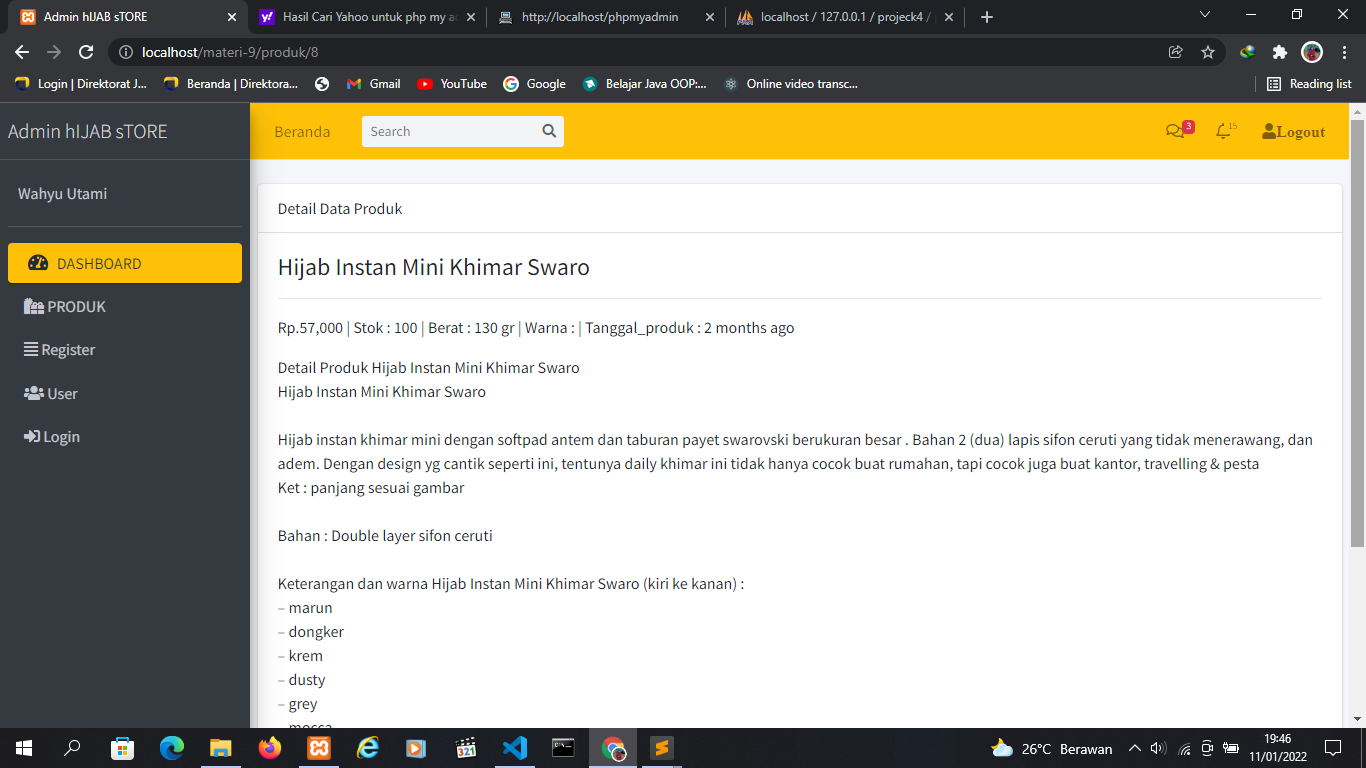 Admin hIJAB sTORE
Hasil Cari Yahoo untuk php my ac
http://localhost/phpmyadmin
localhost / 127.0.0.1 / projeck4 /
localhost/materi-9/produk/8
Login | Direktorat J...
Beranda | Direktora...
Gmail
YouTube
Google
Belajar Java OOP:...
Online video transc...
Reading list
Admin hIJAB sTORE
Beranda
Search
3
15
Logout
Wahyu Utami
DASHBOARD
PRODUK
Register
User
Login
Detail Data Produk
Hijab Instan Mini Khimar Swaro
Rp.57,000 | Stok : 100 | Berat : 130 gr | Warna : | Tanggal_produk : 2 months ago
Detail Produk Hijab Instan Mini Khimar Swaro
Hijab Instan Mini Khimar Swaro
Hijab instan khimar mini dengan softpad antem dan taburan payet swarovski berukuran besar . Bahan 2 (dua) lapis sifon ceruti yang tidak menerawang, dan
adem. Dengan design yg cantik seperti ini, tentunya daily khimar ini tidak hanya cocok buat rumahan, tapi cocok juga buat kantor, travelling & pesta
Ket : panjang sesuai gambar
Bahan : Double layer sifon ceruti
Keterangan dan warna Hijab Instan Mini Khimar Swaro (kiri ke kanan) :
– marun
– dongker
– krem
– dusty
– grey
– mocca
321
26°C Berawan
19:46
11/01/2022